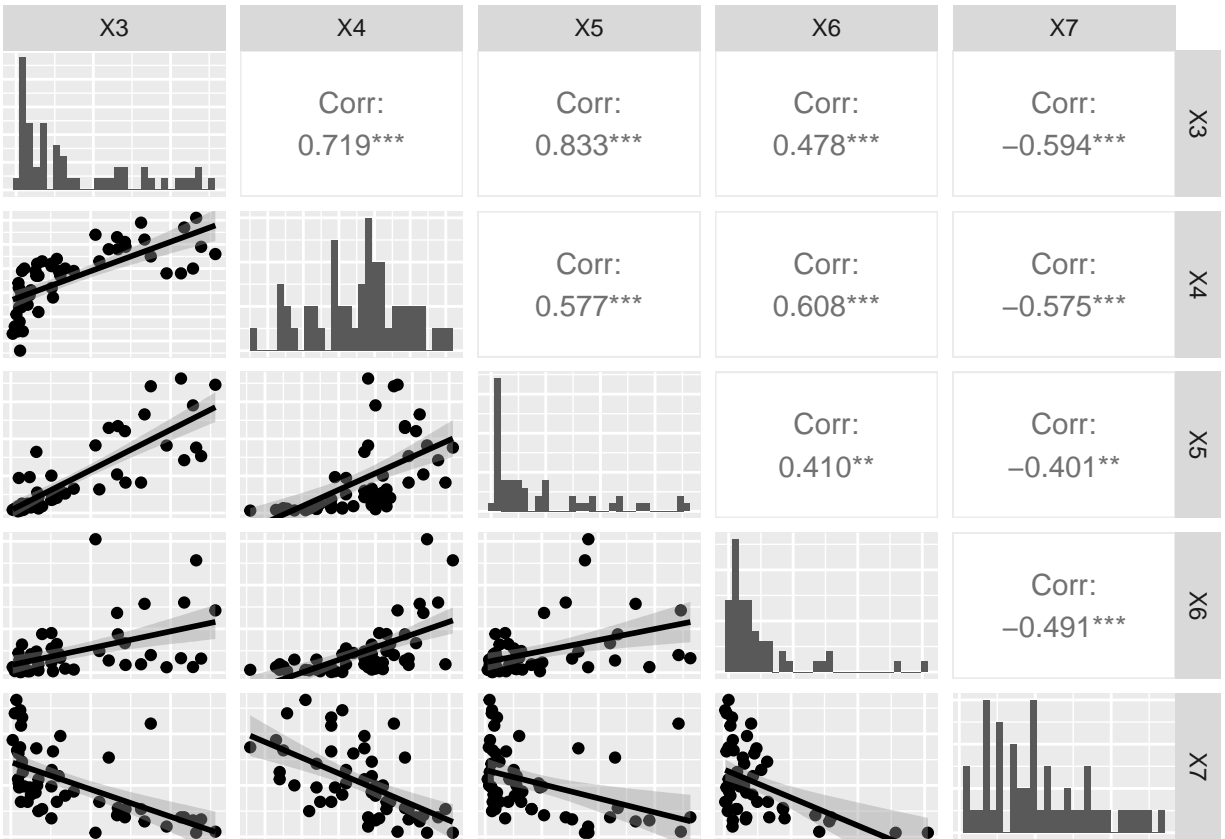 X3
X4
X5
X6
X7
Corr:
0.719***
Corr:
0.833***
Corr:
0.478***
Corr:
−0.594***
X3
Corr:
0.577***
Corr:
0.608***
Corr:
−0.575***
X4
Corr:
0.410**
Corr:
−0.401**
X5
Corr:
−0.491***
X6
X7